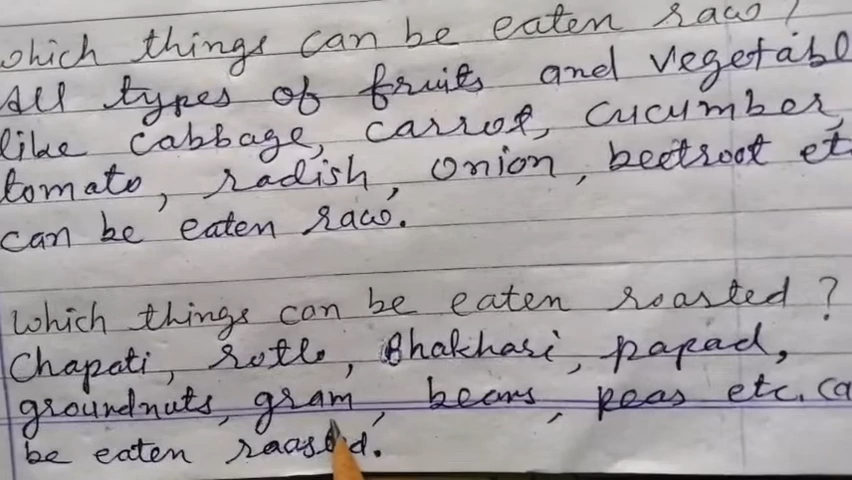 which things can be eaten raw?
All types of fruits and vegetabl
like cabbage, carrot, cucumber,
tomato, radish, onion, beetroot et
can be eaten raw.
Which things can be eaten roasted?
Chapati, rotlo, Bhakhari, papad,
groundnuts, gram, beans, peas etc. ca
be eaten raasted.